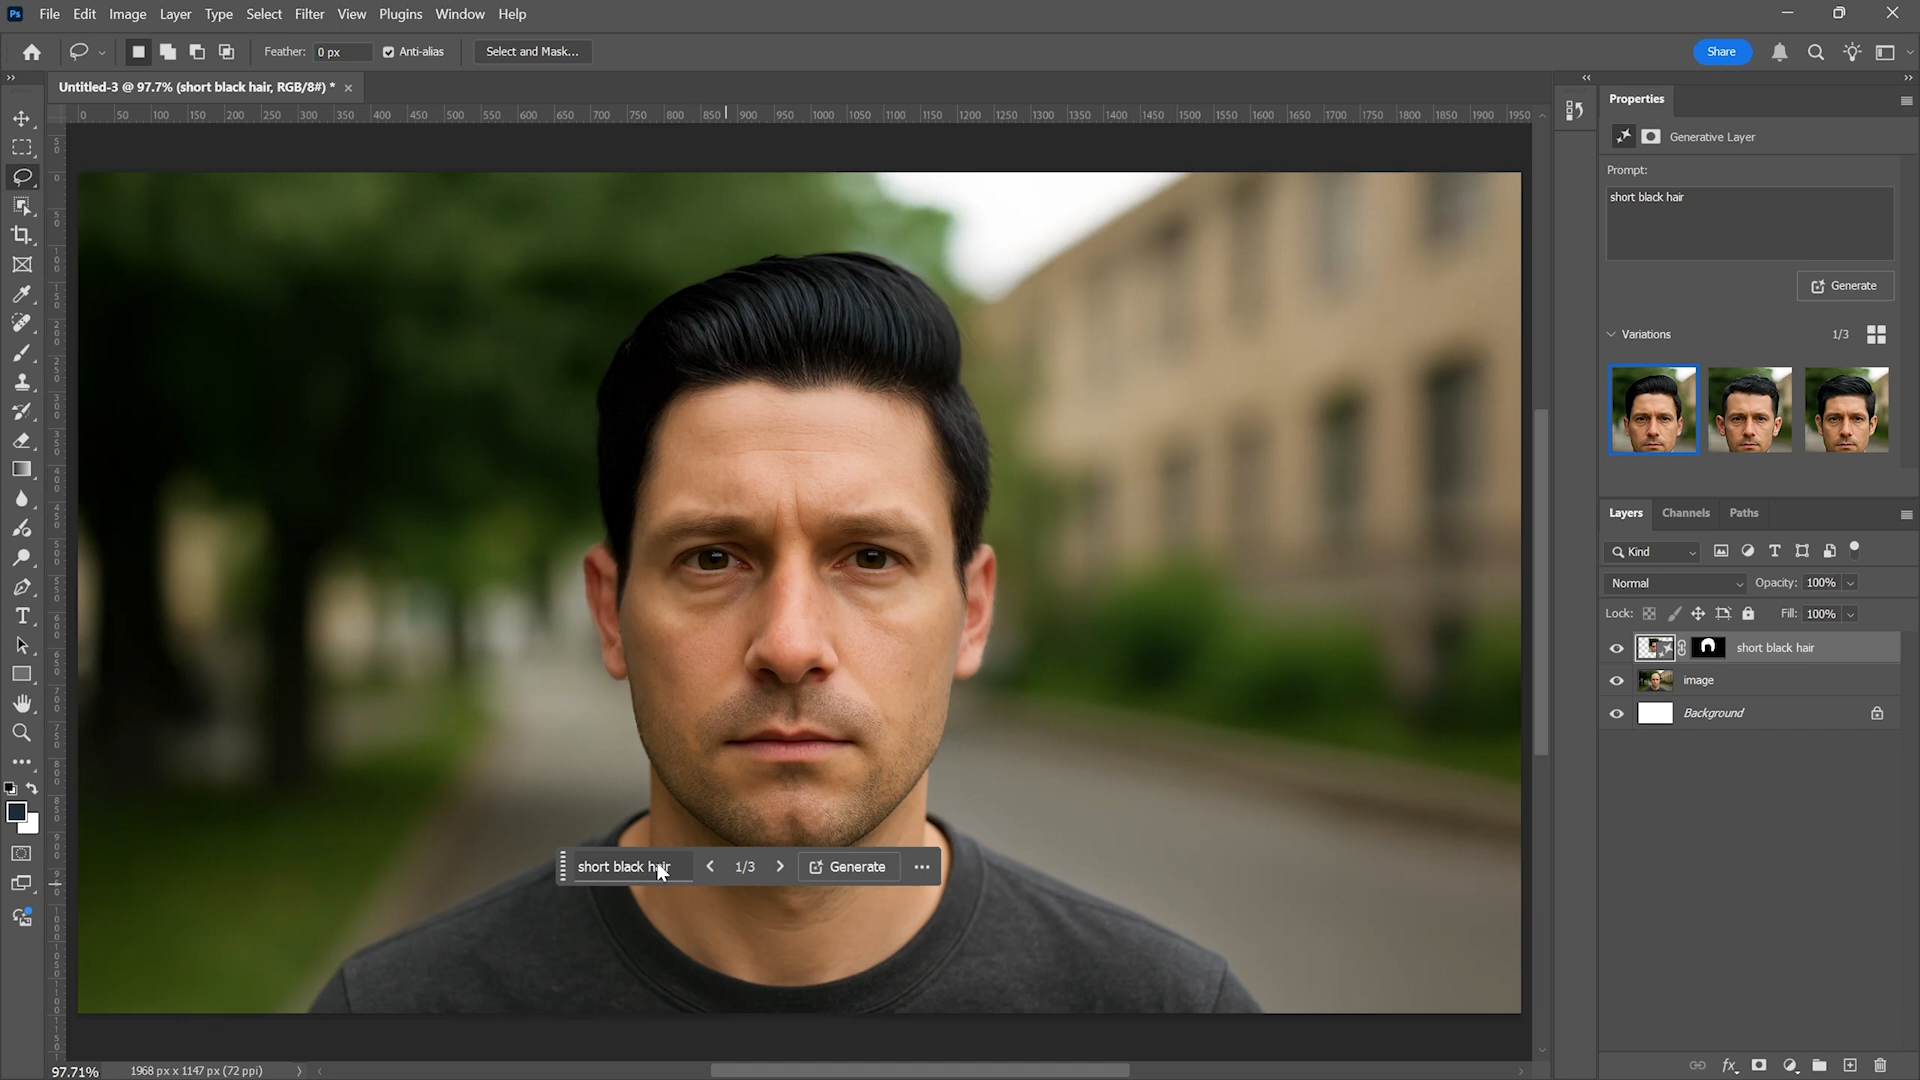 Ps File Edit Image Layer Type Select Filter View Plugins Window Help
Feather: 0 px Anti-alias Select and Mask... Share
Untitled-3 @ 97.7% (short black hair, RGB/8#) *
0 50 100 150 200 250 300 350 400 450 500 550 600 650 700 750 800 850 900 950 1000 1050 1100 1150 1200 1250 1300 1350 1400 1450 1500 1550 1600 1650 1700 1750 1800 1850 1900 1950
Properties
Generative Layer
Prompt:
short black hair
Generate
Variations 1/3
Layers Channels Paths
Kind
Normal Opacity: 100%
Lock: Fill: 100%
short black hair
image
Background
short black hair 1/3 Generate ...
97.71% 1968 px x 1147 px (72 ppi)
fx